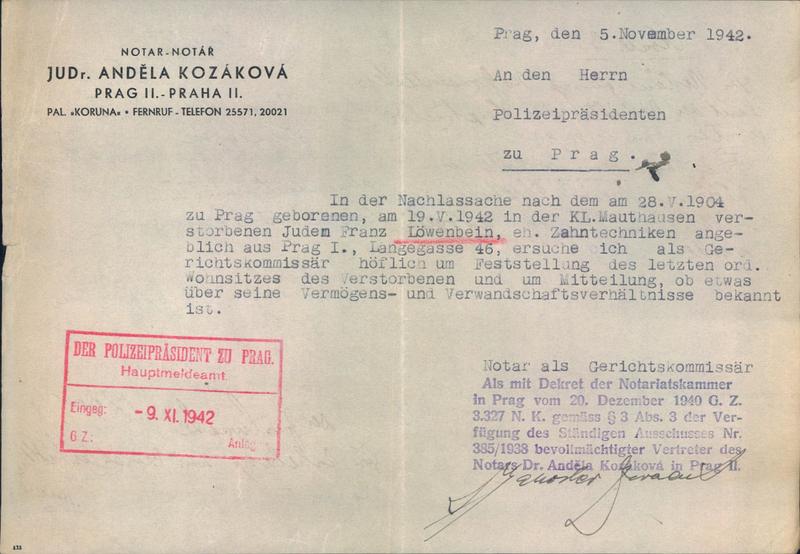 NOTAR-NOTÁŘ
JUDr. ANDĚLA KOZÁKOVÁ
PRAG II.-PRAHA II.
PAL. »KORUNA« • FERNRUF - TELEFON 25571, 20021
Prag, den 5.November 1942.
An den Herrn
Polizeipräsidenten
zu Prag.
In der Nachlassache nach dem am 28.V.1904
zu Prag geborenen, am 19.V.1942 in der KL.Mauthausen ver-
storbenen Judem Franz Löwenbein, eh. Zahntechniken ange-
blich aus Prag I., Langegasse 46, ersuche ich als Ge-
richtskommissär höflich um Feststellung des letzten ord.
Wohnsitzes des Verstorbenen und um Mitteilung, ob etwas
über seine Vermögens- und Verwandschaftsverhältnisse bekannt
ist.
DER POLIZEIPRÄSIDENT ZU PRAG.
Hauptmeldeamt.
Eingeg: - 9. XI. 1942
G Z.: Anlag
Notar als Gerichtskommissär
Als mit Dekret der Notariatskammer
in Prag vom 20. Dezember 1940 G. Z.
3.327 N. K. gemäss § 3 Abs. 3 der Ver-
fügung des Ständigen Ausschusses Nr.
385/1938 bevollmächtigter Vertreter des
Notars Dr. Anděla Kozáková in Prag II.